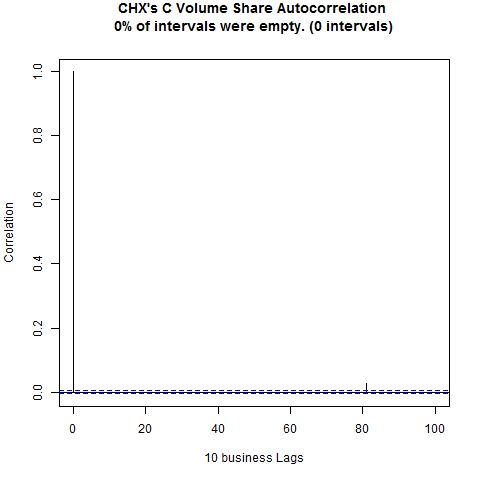 CHX's C Volume Share Autocorrelation
0% of intervals were empty. (0 intervals)
1.0
0.8
0.6
0.4
0.2
0.0
Correlation
0 20 40 60 80 100
10 business Lags